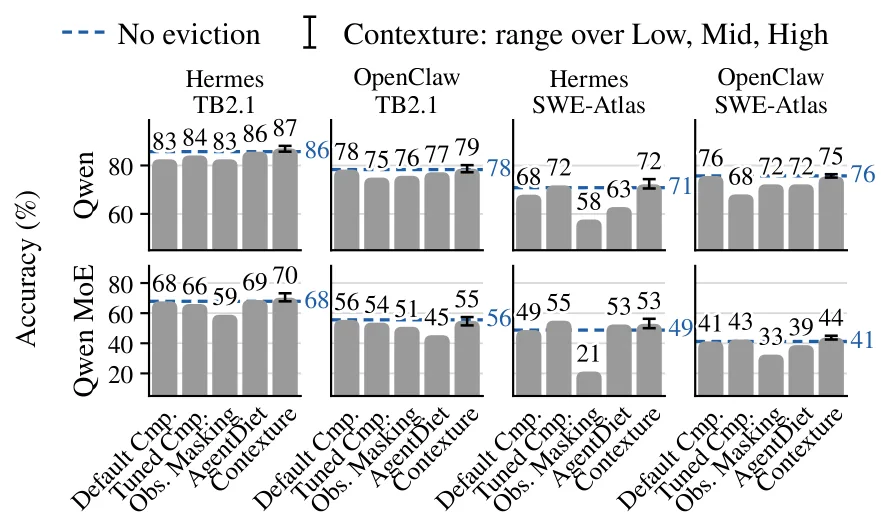 No eviction Contexture: range over Low, Mid, High
Hermes TB2.1
OpenClaw TB2.1
Hermes SWE-Atlas
OpenClaw SWE-Atlas
Accuracy (%)
Qwen
80
60
83 84 83 86 87 86
78 75 76 77 79 78
68 72 58 63 72 71
76 68 72 72 75 76
Qwen MoE
80
60
40
20
68 66 59 69 70 68
56 54 51 45 55 56
49 55 21 53 53 49
41 43 33 39 44 41
Default Cmp. Tuned Cmp. Obs. Masking AgentDiet Contexture
Default Cmp. Tuned Cmp. Obs. Masking AgentDiet Contexture
Default Cmp. Tuned Cmp. Obs. Masking AgentDiet Contexture
Default Cmp. Tuned Cmp. Obs. Masking AgentDiet Contexture